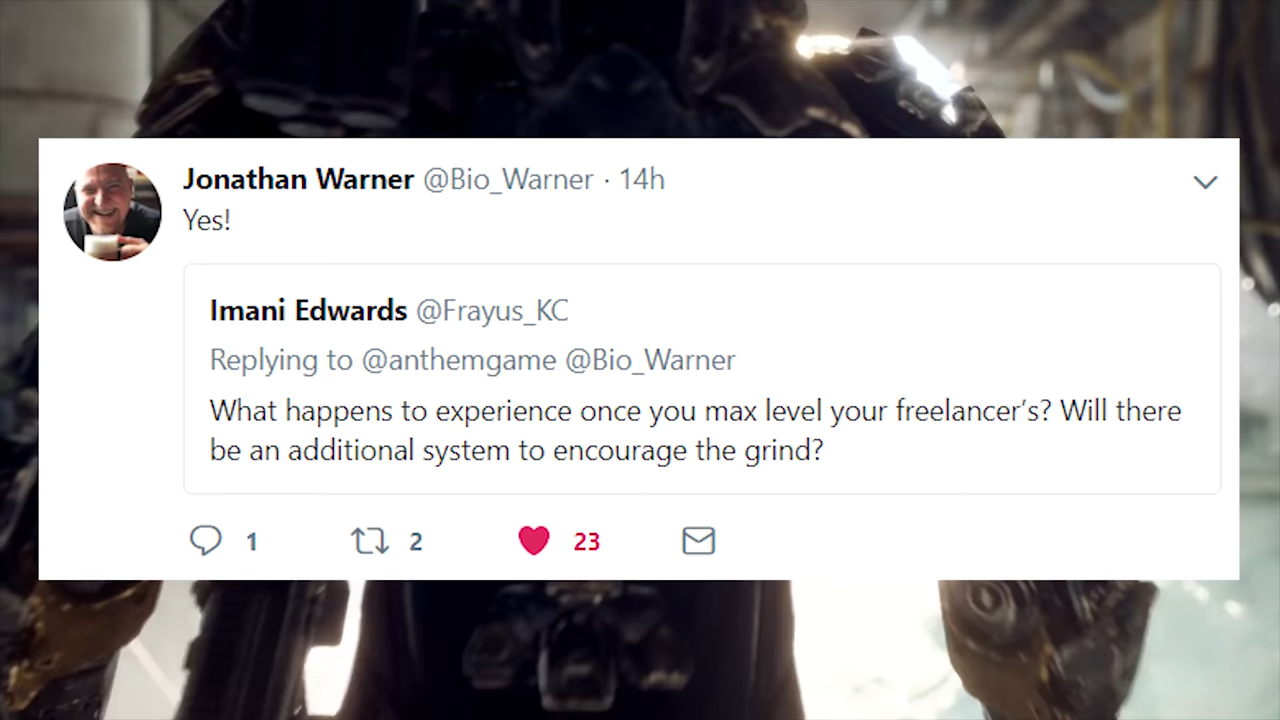 Jonathan Warner @Bio_Warner · 14h
Yes!
Imani Edwards @Frayus_KC
Replying to @anthemgame @Bio_Warner
What happens to experience once you max level your freelancer’s? Will there
be an additional system to encourage the grind?
1 2 23